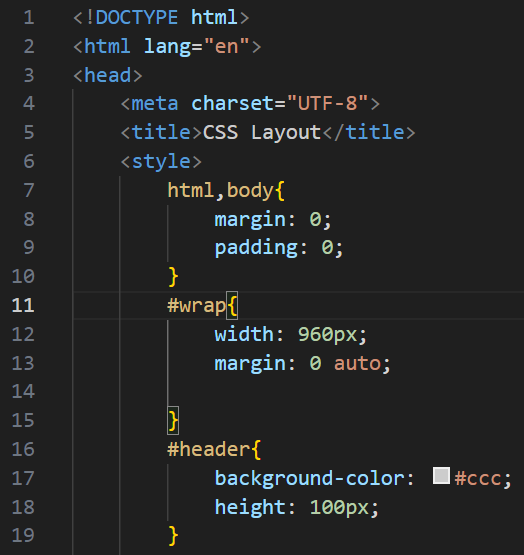 1 <!DOCTYPE html>
2 <html lang="en">
3 <head>
4     <meta charset="UTF-8">
5     <title>CSS Layout</title>
6     <style>
7         html,body{
8             margin: 0;
9             padding: 0;
10         }
11         #wrap{
12             width: 960px;
13             margin: 0 auto;
14
15         }
16         #header{
17             background-color: #ccc;
18             height: 100px;
19         }